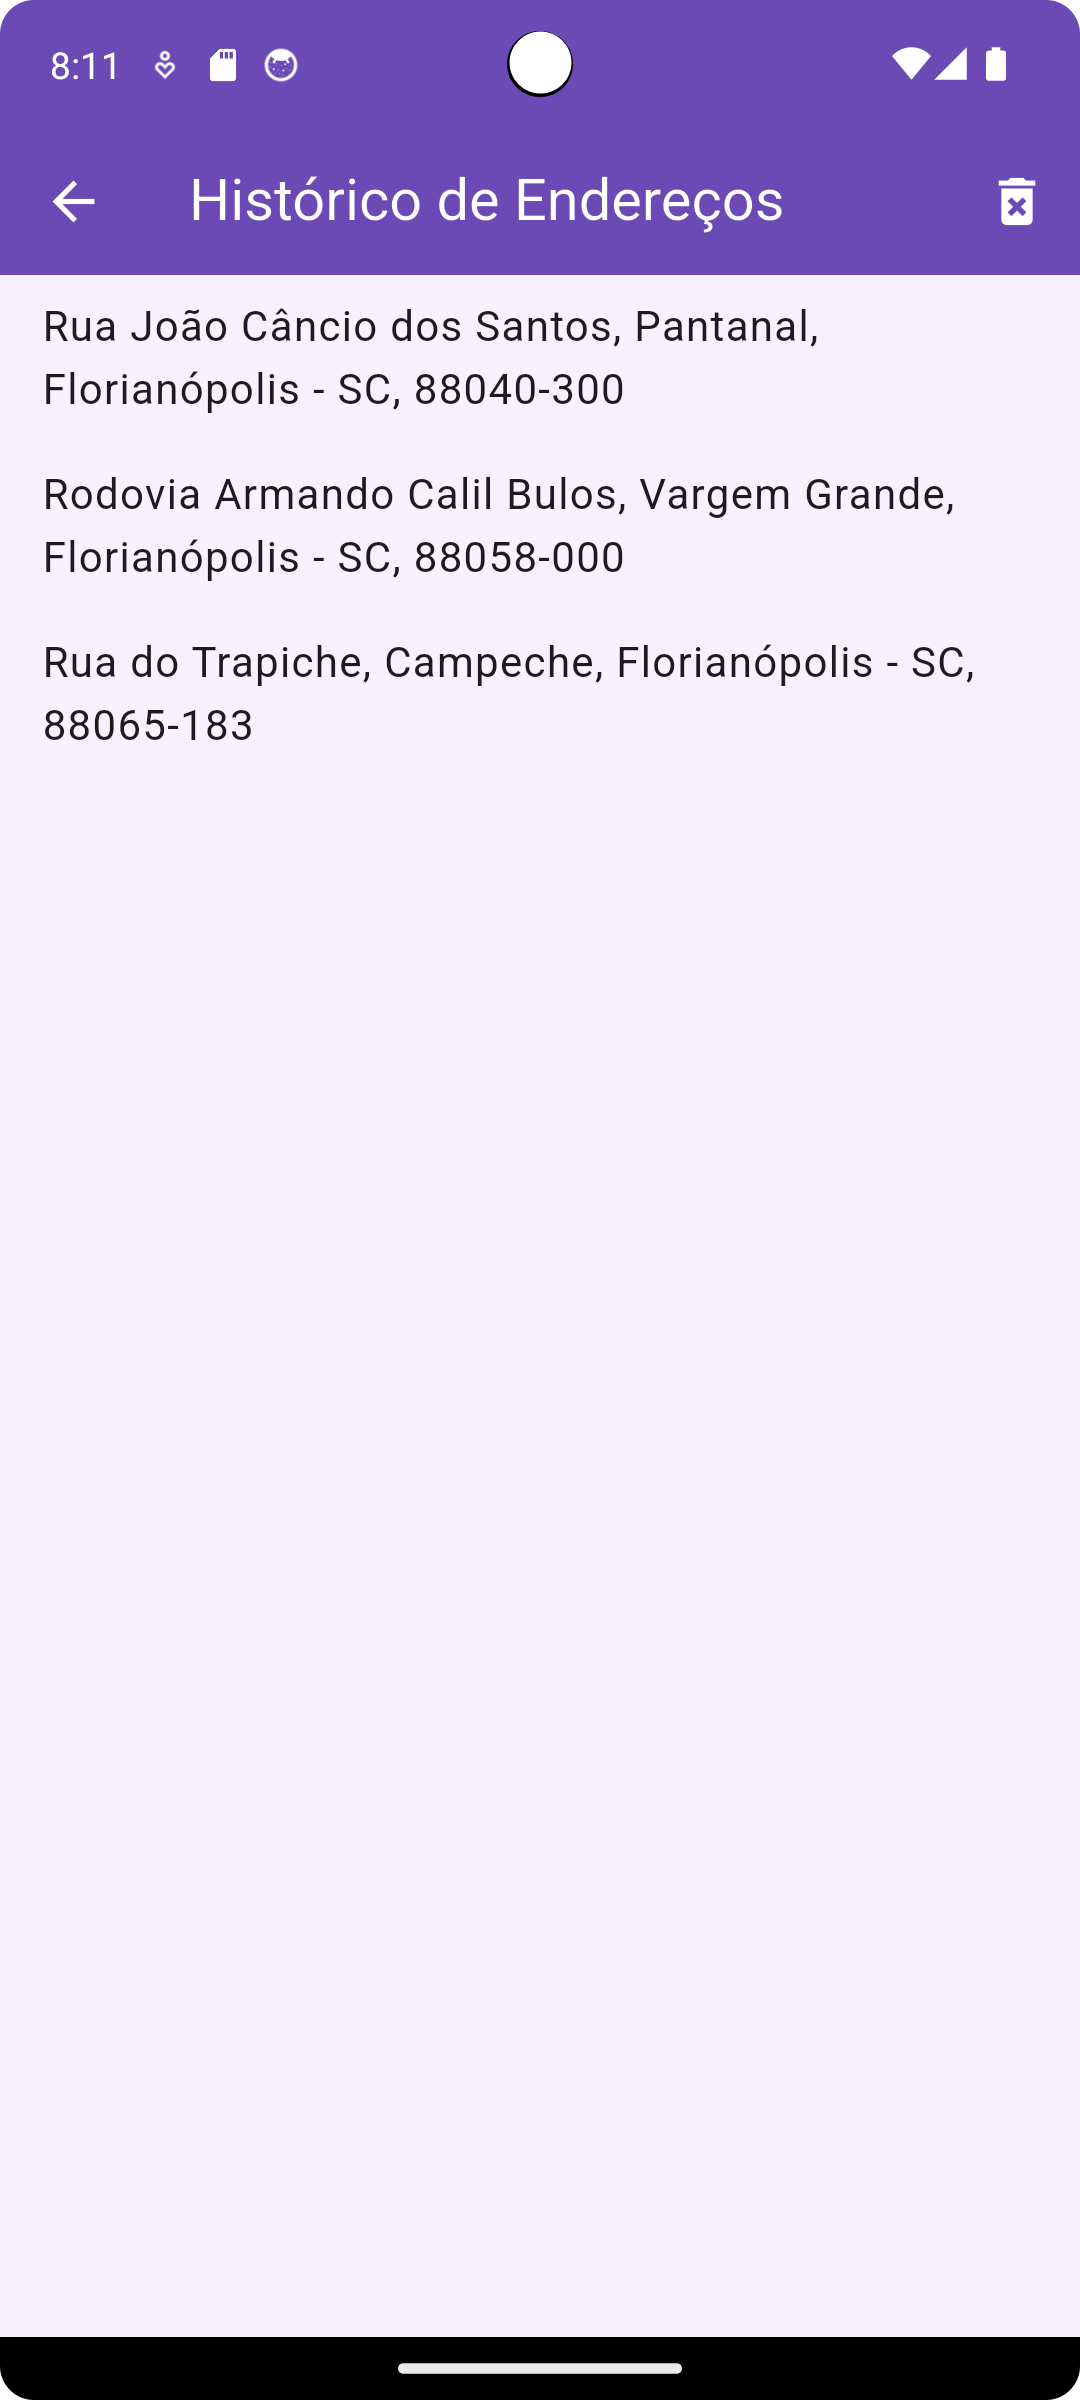 8:11
Histórico de Endereços
Rua João Câncio dos Santos, Pantanal,
Florianópolis - SC, 88040-300
Rodovia Armando Calil Bulos, Vargem Grande,
Florianópolis - SC, 88058-000
Rua do Trapiche, Campeche, Florianópolis - SC,
88065-183